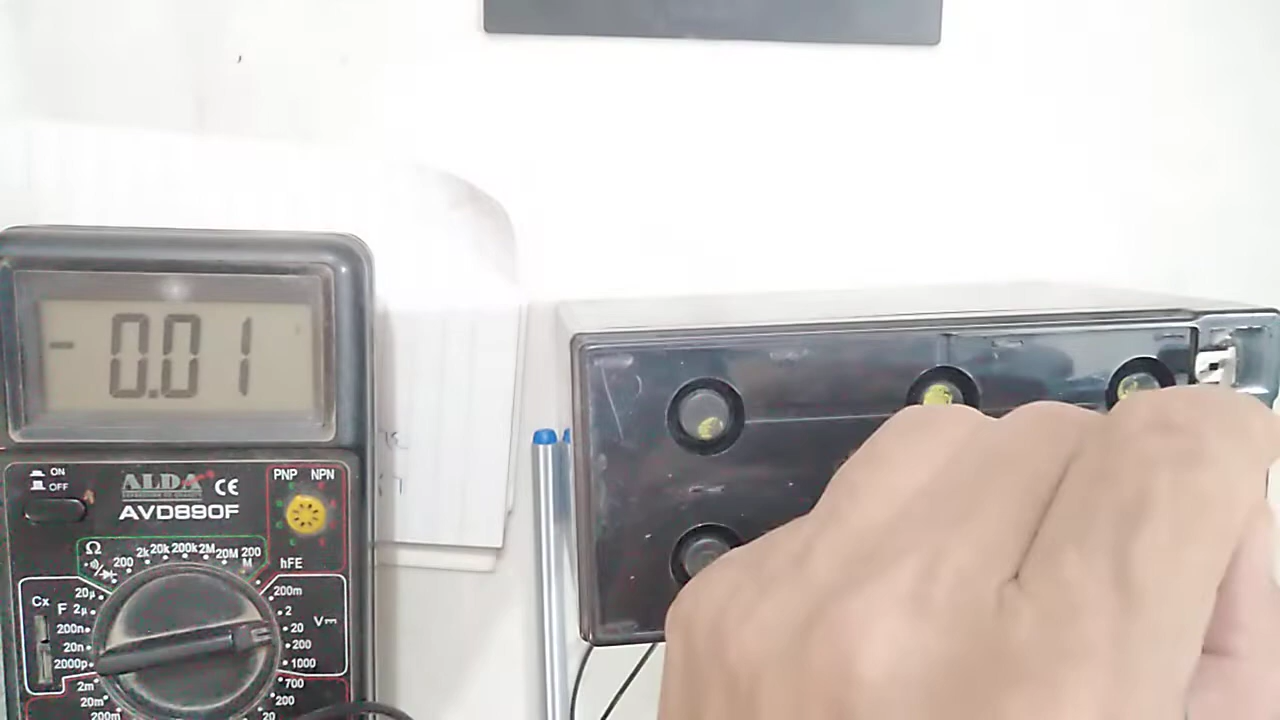 - 0.01
ON
OFF
ALDA
CE
AVD890F
PNP NPN
hFE
Ω
200 2k 20k 200k 2M 20M 200M
Cx
F
20µ
2µ
200n
20n
2000p
2m
20m
200m
200m
2
20
200
1000
V
700
200
20